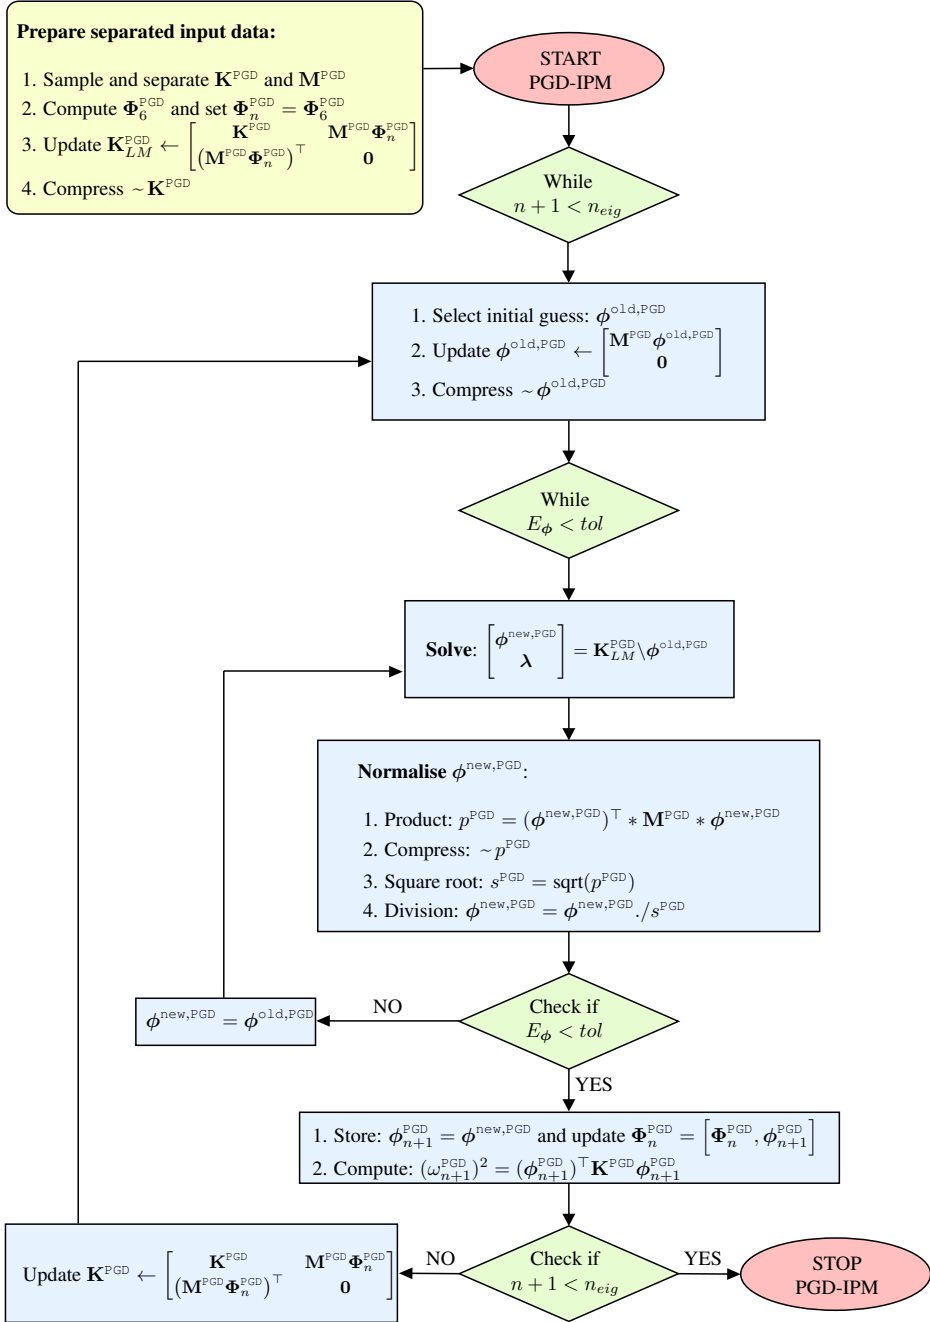 Prepare separated input data:
1. Sample and separate K^PGD and M^PGD
2. Compute Φ_6^PGD and set Φ_n^PGD = Φ_6^PGD
3. Update K_LM^PGD ← [K^PGD M^PGD Φ_n^PGD; (M^PGD Φ_n^PGD)^⊤ 0]
4. Compress ∼ K^PGD
START
PGD-IPM
While
n + 1 < n_eig
1. Select initial guess: ϕ^old,PGD
2. Update ϕ^old,PGD ← [M^PGD ϕ^old,PGD; 0]
3. Compress ∼ ϕ^old,PGD
While
E_ϕ < tol
Solve: [ϕ^new,PGD; λ] = K_LM^PGD \ ϕ^old,PGD
Normalise ϕ^new,PGD:
1. Product: p^PGD = (ϕ^new,PGD)^⊤ * M^PGD * ϕ^new,PGD
2. Compress: ∼ p^PGD
3. Square root: s^PGD = sqrt(p^PGD)
4. Division: ϕ^new,PGD = ϕ^new,PGD ./s^PGD
Check if
E_ϕ < tol
NO
ϕ^new,PGD = ϕ^old,PGD
YES
1. Store: ϕ_n+1^PGD = ϕ^new,PGD and update Φ_n^PGD = [Φ_n^PGD, ϕ_n+1^PGD]
2. Compute: (ω_n+1^PGD)^2 = (ϕ_n+1^PGD)^⊤ K^PGD ϕ_n+1^PGD
Check if
n + 1 < n_eig
NO
Update K^PGD ← [K^PGD M^PGD Φ_n^PGD; (M^PGD Φ_n^PGD)^⊤ 0]
YES
STOP
PGD-IPM